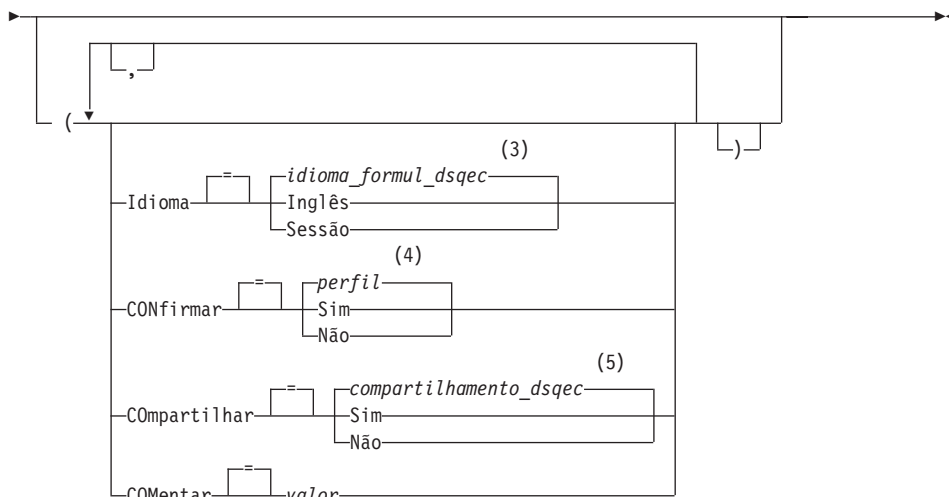 ,
(
)
(3)
Idioma = idioma_formul_dsqec
Inglês
Sessão
(4)
CONfirmar = perfil
Sim
Não
(5)
COmpartilhar = compartilhamento_dsqec
Sim
Não
COMentar = valor